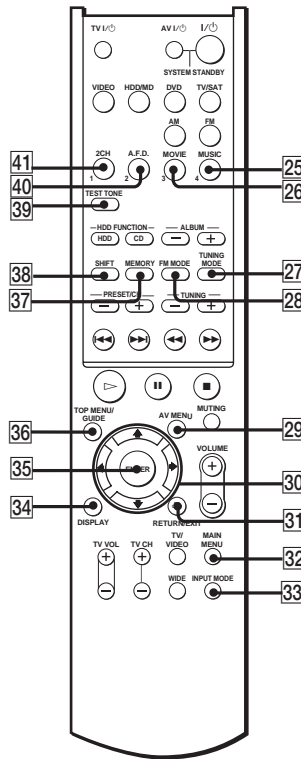 TV I/⏻ AV I/⏻ I/⏻
SYSTEM STANDBY
VIDEO HDD/MD DVD TV/SAT
AM FM
41 2CH A.F.D. MOVIE MUSIC 25
1 2 3 4
40 26
39 TEST TONE
HDD FUNCTION ALBUM
HDD CD − +
38 SHIFT MEMORY FM MODE TUNING MODE 27
37 28
PRESET/CH TUNING
− + − +
TOP MENU/ GUIDE AV MENU MUTING
36 29
VOLUME
+
35 ENTER 30
−
34 31
DISPLAY RETURN/EXIT
TV VOL TV CH TV/ VIDEO MAIN MENU 32
+ +
WIDE INPUT MODE 33
− −